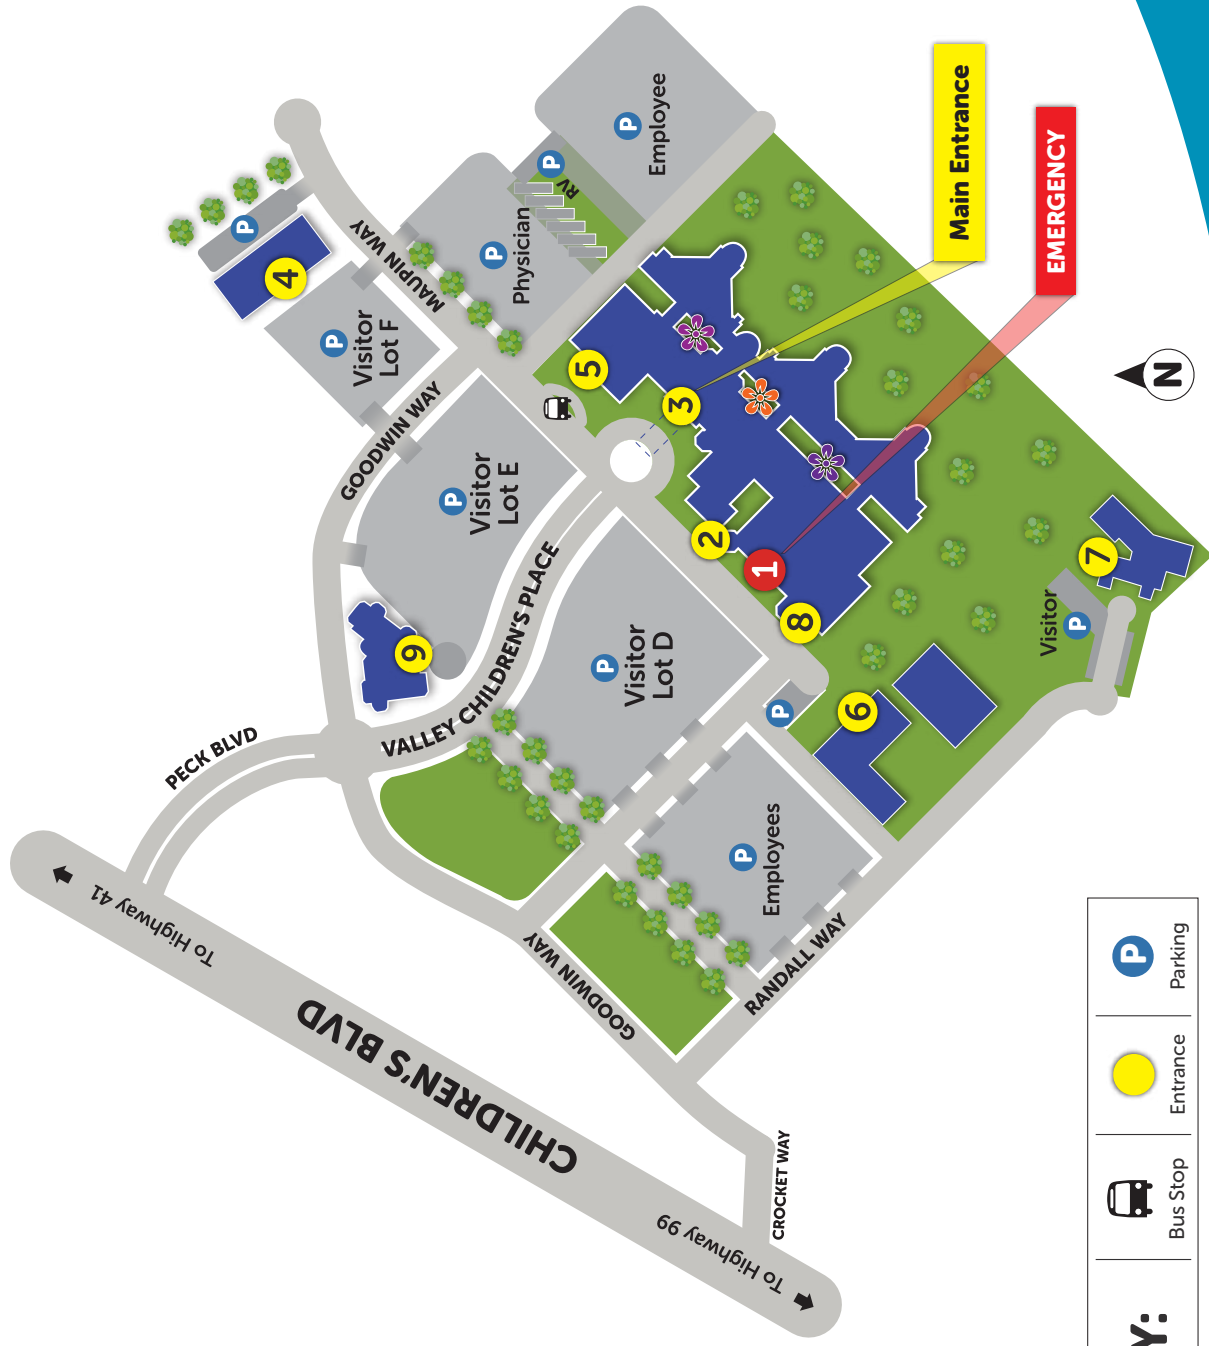 To Highway 41
CHILDREN'S BLVD
To Highway 99
PECK BLVD
GOODWIN WAY
GOODWIN WAY
CROCKET WAY
RANDALL WAY
VALLEY CHILDREN'S PLACE
MAUPIN WAY
P
4
P
Visitor
Lot F
P
Visitor
Lot E
9
P
Physician
P
RV
P
Employee
P
Visitor
Lot D
P
Employees
P
5
3
2
1
8
6
7
Visitor
P
Main Entrance
EMERGENCY
N
Y:
Bus Stop
Entrance
P
Parking